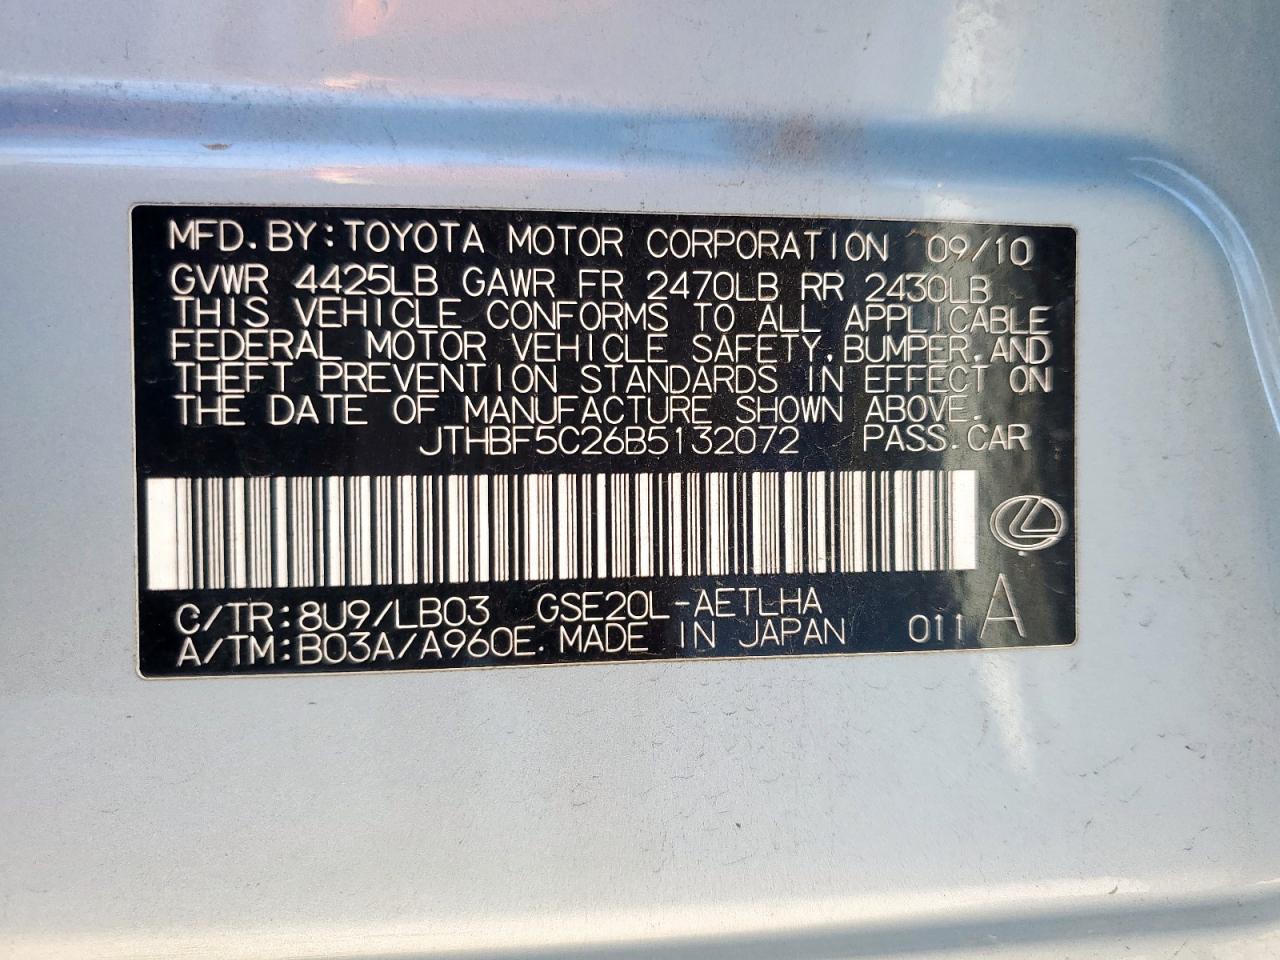 MFD. BY: TOYOTA MOTOR CORPORATION 09/10
GVWR 4425LB GAWR FR 2470LB RR 2430LB
THIS VEHICLE CONFORMS TO ALL APPLICABLE
FEDERAL MOTOR VEHICLE SAFETY, BUMPER, AND
THEFT PREVENTION STANDARDS IN EFFECT ON
THE DATE OF MANUFACTURE SHOWN ABOVE.
JTHBF5C26B5132072 PASS. CAR
C/TR: 8U9/LB03 GSE20L-AETLHA
A/TM: B03A/A960E. MADE IN JAPAN 011 A